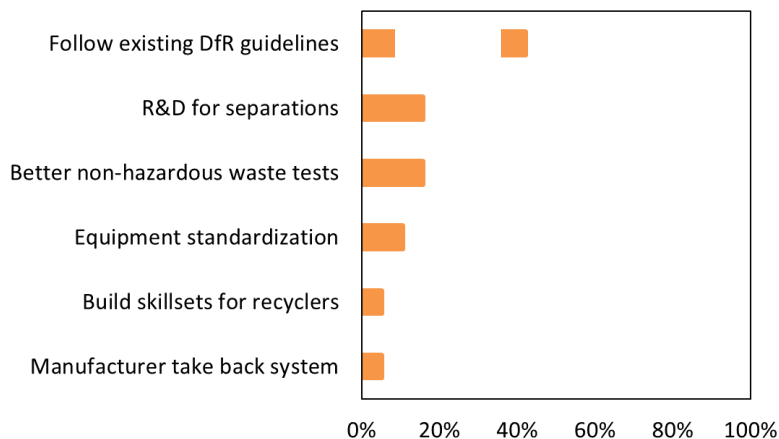 Follow existing DfR guidelines
R&D for separations
Better non-hazardous waste tests
Equipment standardization
Build skillsets for recyclers
Manufacturer take back system
0% 20% 40% 60% 80% 100%